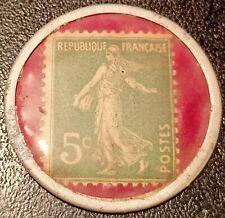 REPUBLIQUE FRANÇAISE
5c
POSTES